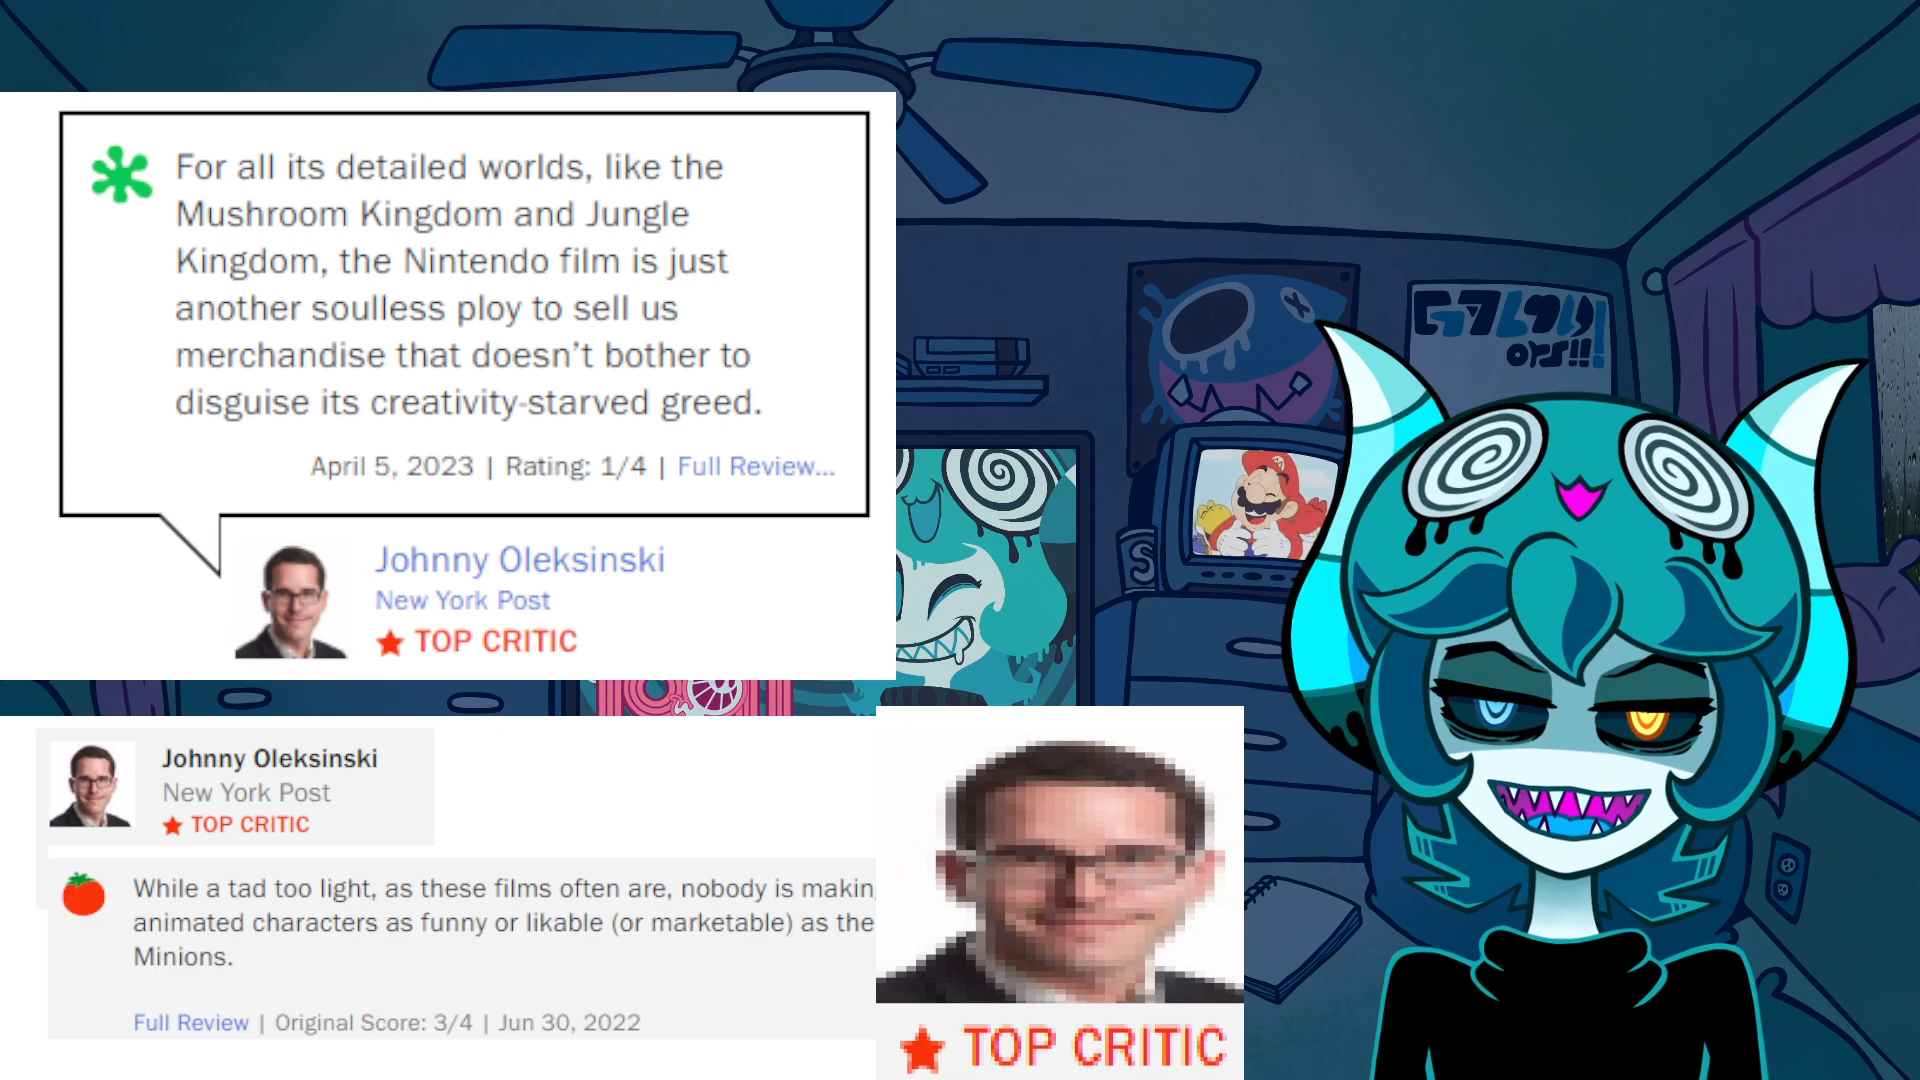 For all its detailed worlds, like the
Mushroom Kingdom and Jungle
Kingdom, the Nintendo film is just
another soulless ploy to sell us
merchandise that doesn't bother to
disguise its creativity-starved greed.
April 5, 2023 | Rating: 1/4 | Full Review...
Johnny Oleksinski
New York Post
TOP CRITIC
Johnny Oleksinski
New York Post
TOP CRITIC
While a tad too light, as these films often are, nobody is makin
animated characters as funny or likable (or marketable) as the
Minions.
Full Review | Original Score: 3/4 | Jun 30, 2022
TOP CRITIC